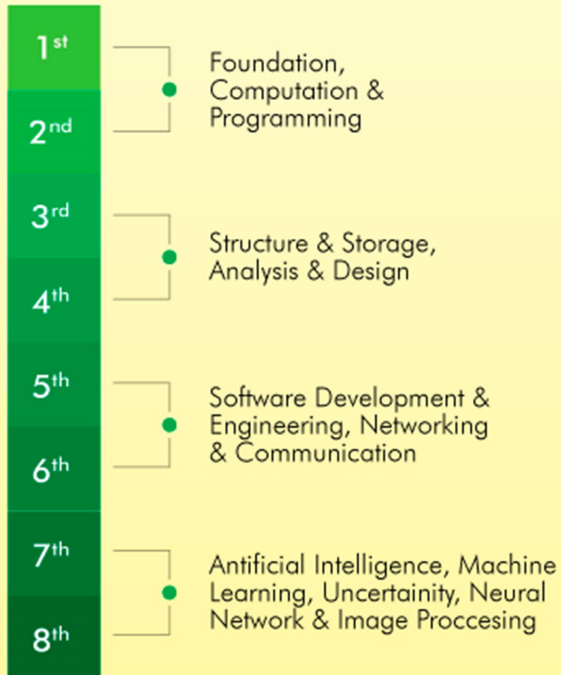 1st
2nd
Foundation,
Computation &
Programming
3rd
4th
Structure & Storage,
Analysis & Design
5th
6th
Software Development &
Engineering, Networking
& Communication
7th
8th
Antificial Intelligence, Machine
Learning, Uncertainity, Neural
Network & Image Proccesing